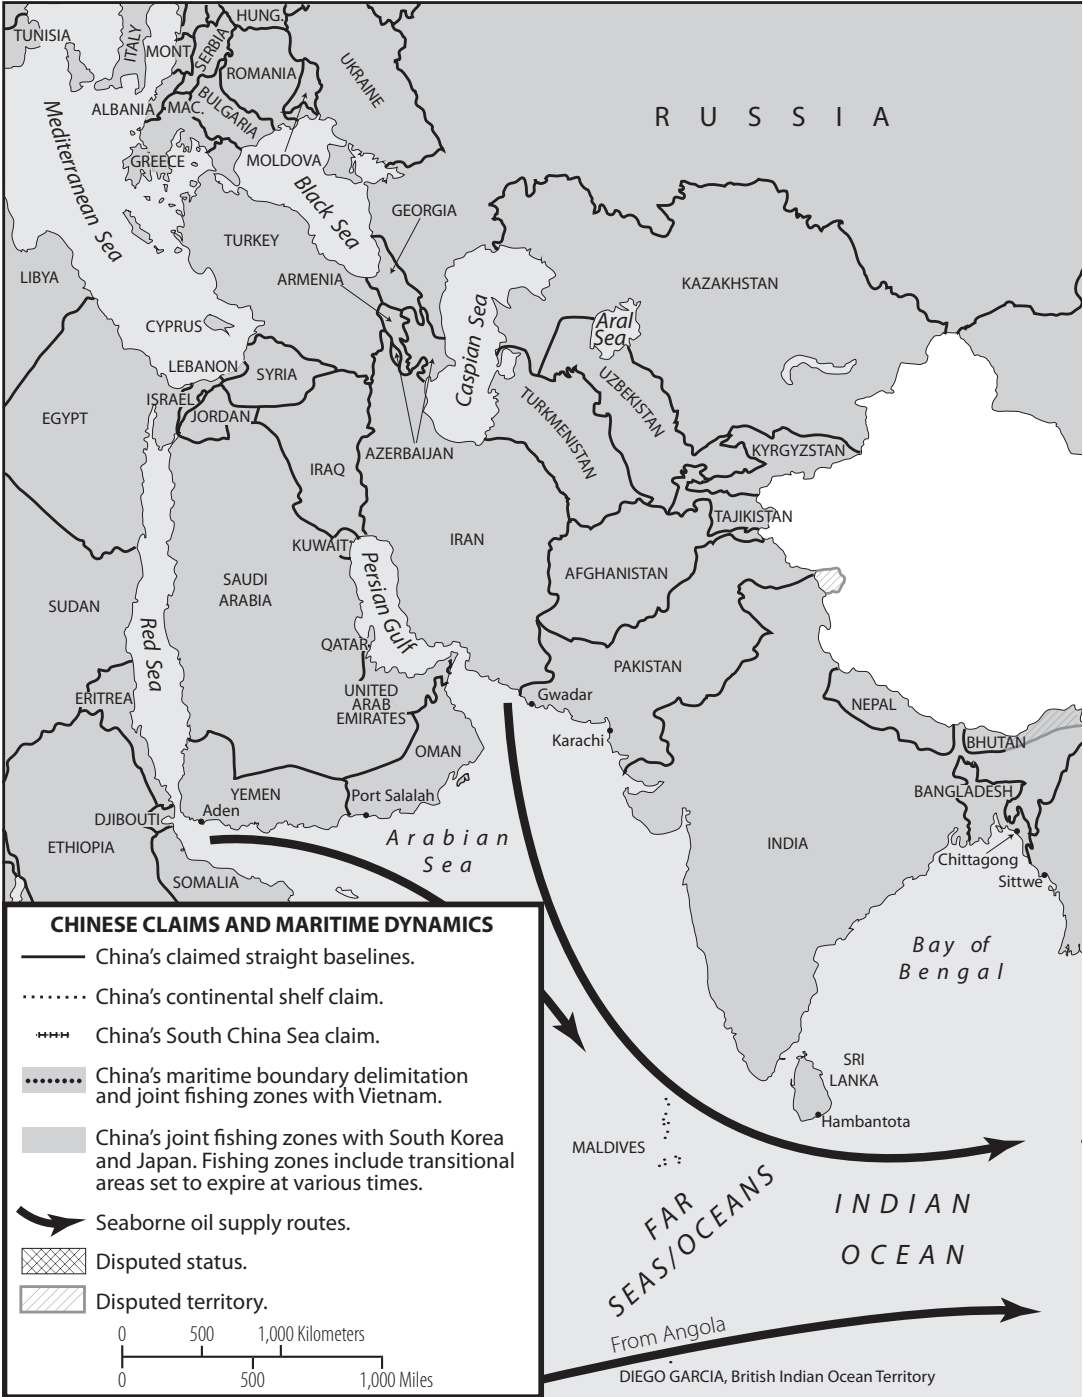 HUNG.
TUNISIA
ITALY
MONT
SERBIA
ROMANIA
UKRAINE
RUSSIA
ALBANIA
MAC.
BULGARIA
Mediterranean Sea
GREECE
MOLDOVA
Black Sea
GEORGIA
TURKEY
LIBYA
ARMENIA
KAZAKHSTAN
CYPRUS
Caspian Sea
Aral
Sea
LEBANON
SYRIA
ISRAEL
JORDAN
EGYPT
UZBEKISTAN
TURKMENISTAN
KYRGYZSTAN
AZERBAIJAN
IRAQ
TAJIKISTAN
KUWAIT
IRAN
AFGHANISTAN
SAUDI
ARABIA
Persian Gulf
SUDAN
Red Sea
QATAR
PAKISTAN
ERITREA
UNITED
ARAB
EMIRATES
Gwadar
NEPAL
Karachi
OMAN
BHUTAN
YEMEN
Port Salalah
BANGLADESH
DJIBOUTI
Aden
ETHIOPIA
Arabian
Sea
INDIA
Chittagong
SOMALIA
Sittwe
Bay of
Bengal
SRI
LANKA
Hambantota
MALDIVES
FAR
SEAS/OCEANS
INDIAN
OCEAN
From Angola
DIEGO GARCIA, British Indian Ocean Territory
CHINESE CLAIMS AND MARITIME DYNAMICS
China's claimed straight baselines.
China's continental shelf claim.
China's South China Sea claim.
China's maritime boundary delimitation
and joint fishing zones with Vietnam.
China's joint fishing zones with South Korea
and Japan. Fishing zones include transitional
areas set to expire at various times.
Seaborne oil supply routes.
Disputed status.
Disputed territory.
0 500 1,000 Kilometers
0 500 1,000 Miles